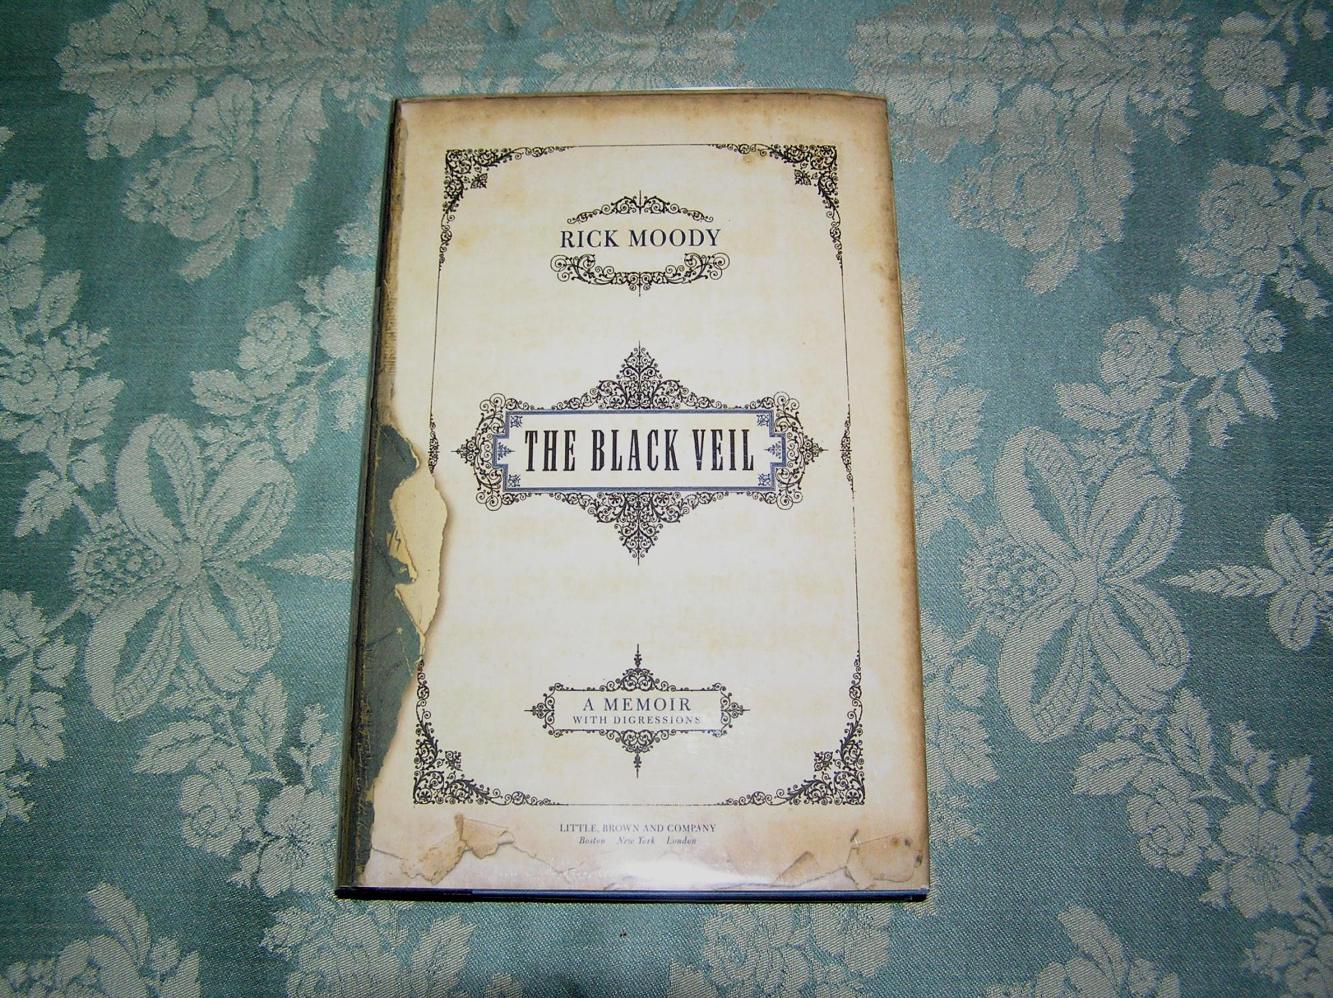 RICK MOODY
THE BLACK VEIL
A MEMOIR
WITH DIGRESSIONS
LITTLE, BROWN AND COMPANY
Boston New York London